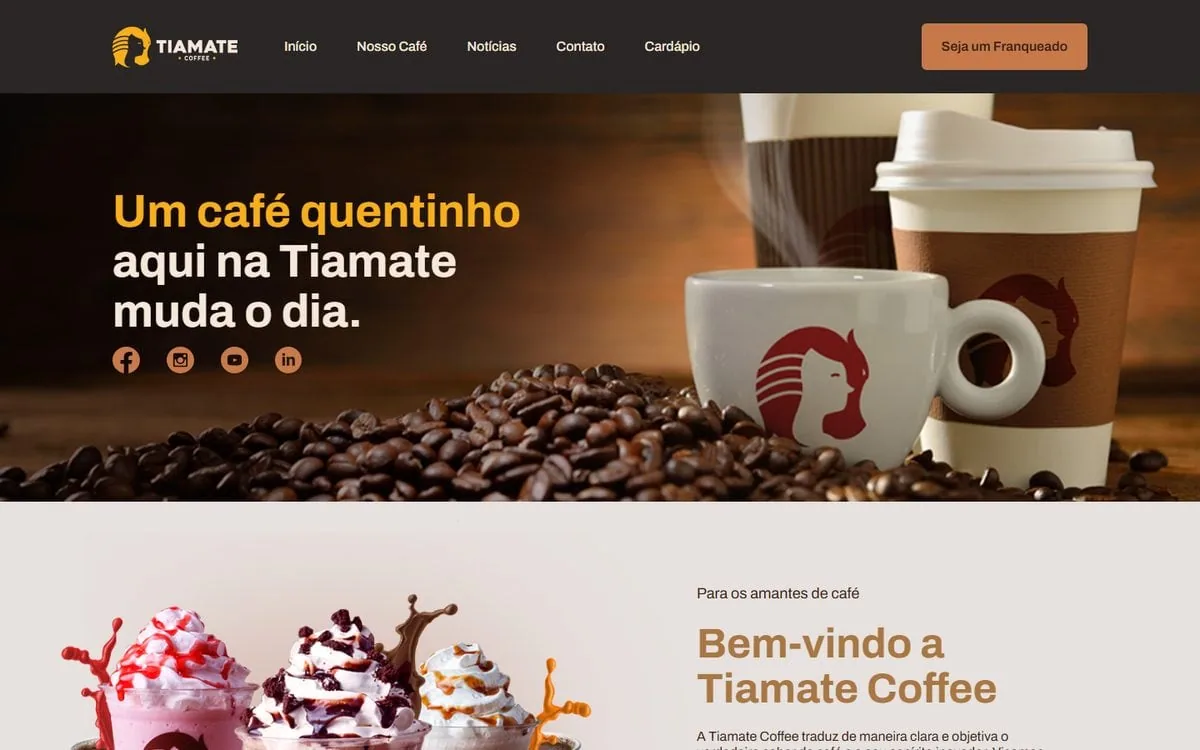 TIAMATE
COFFEE
Início
Nosso Café
Notícias
Contato
Cardápio
Seja um Franqueado
Um café quentinho
aqui na Tiamate
muda o dia.
in
Para os amantes de café
Bem-vindo a
Tiamate Coffee
A Tiamate Coffee traduz de maneira clara e objetiva o